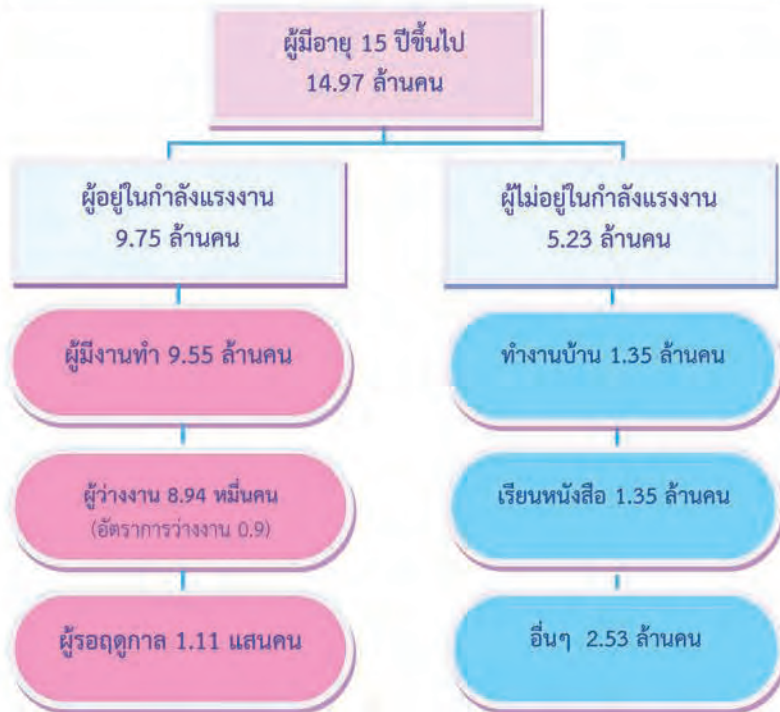 ผู้มีอายุ 15 ปีขึ้นไป
14.97 ล้านคน
ผู้อยู่ในกำลังแรงงาน
9.75 ล้านคน
ผู้ไม่อยู่ในกำลังแรงงาน
5.23 ล้านคน
ผู้มีงานทำ 9.55 ล้านคน
ทำงานบ้าน 1.35 ล้านคน
ผู้ว่างงาน 8.94 หมื่นคน
(อัตราการว่างงาน 0.9)
เรียนหนังสือ 1.35 ล้านคน
ผู้รอฤดูกาล 1.11 แสนคน
อื่นๆ 2.53 ล้านคน